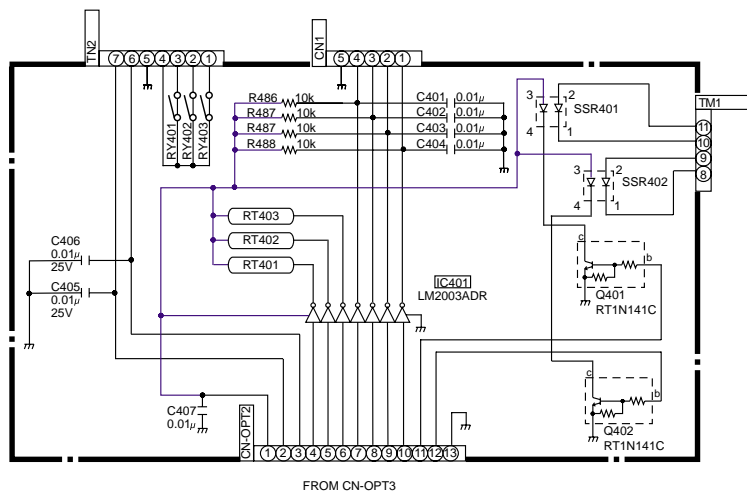 TN2
7 6 5 4 3 2 1
CN1
5 4 3 2 1
RY401
RY402
RY403
R486 10k
R487 10k
R487 10k
R488 10k
C401 0.01μ
C402 0.01μ
C403 0.01μ
C404 0.01μ
3 2
4 1
SSR401
TM1
11
10
9
8
3 2
4 1
SSR402
RT403
RT402
RT401
C406
0.01μ
25V
C405
0.01μ
25V
IC401
LM2003ADR
c
b
Q401
RT1N141C
c
b
Q402
RT1N141C
C407
0.01μ
CN-OPT2
1 2 3 4 5 6 7 8 9 10 11 12 13
FROM CN-OPT3